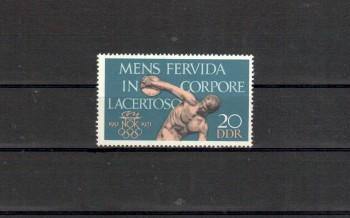 MENS FERVIDA
IN CORPORE
LACERTOSO
NOK
1951 1971
20
DDR